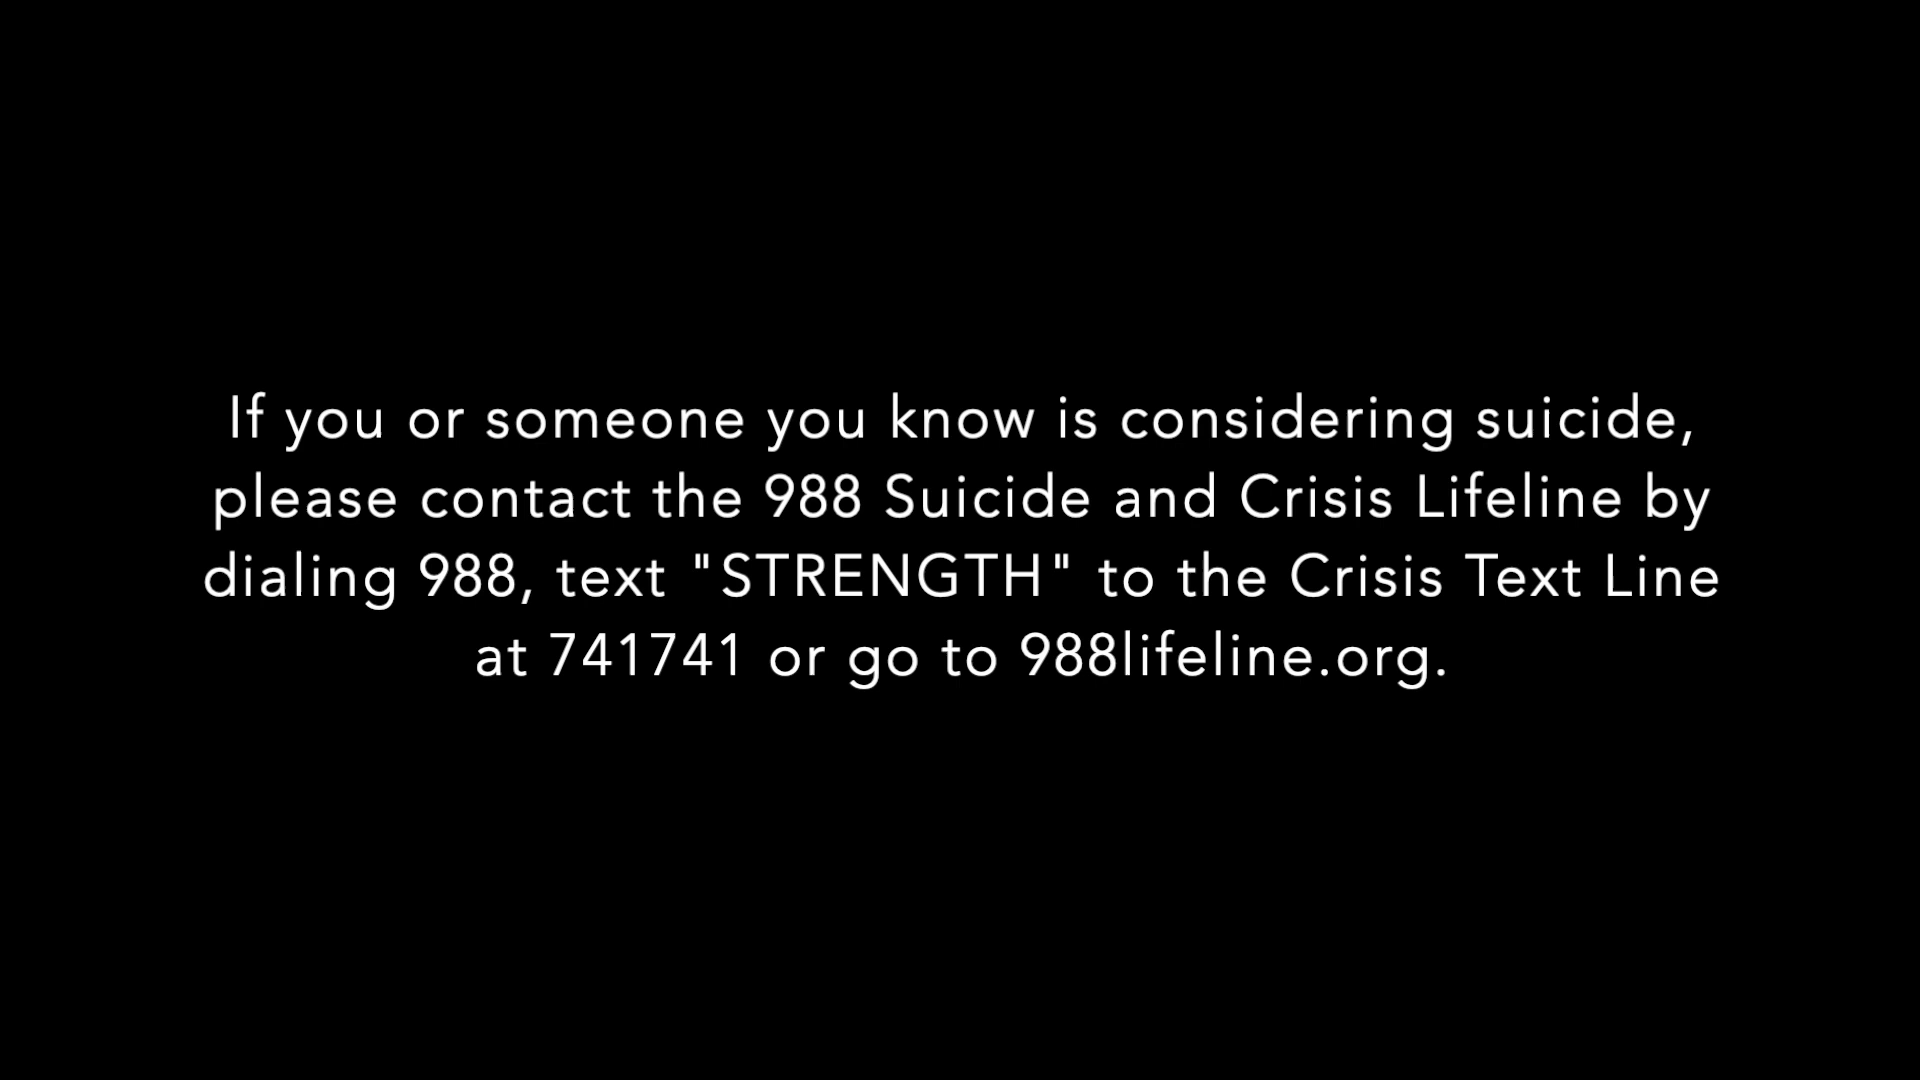 If you or someone you know is considering suicide,
please contact the 988 Suicide and Crisis Lifeline by
dialing 988, text "STRENGTH" to the Crisis Text Line
at 741741 or go to 988lifeline.org.